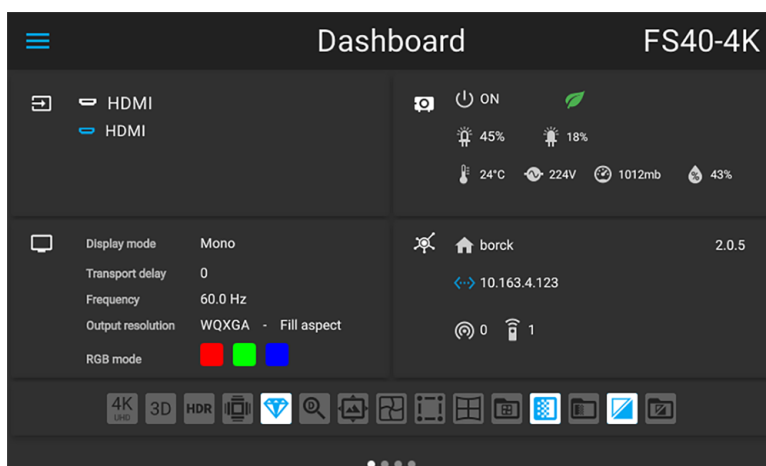 Dashboard FS40-4K
HDMI
HDMI
ON
45% 18%
24°C 224V 1012mb % 43%
Display mode Mono
Transport delay 0
Frequency 60.0 Hz
Output resolution WQXGA - Fill aspect
RGB mode
borck 2.0.5
10.163.4.123
0 1
4K UHD 3D HDR D